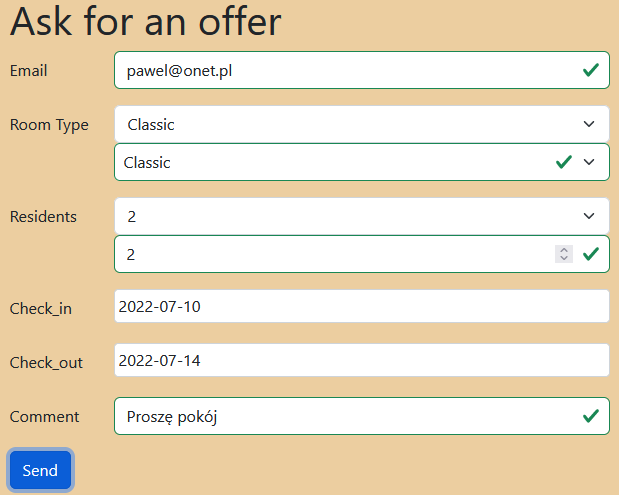 Ask for an offer
Email pawel@onet.pl
Room Type Classic
Classic
Residents 2
2
Check_in 2022-07-10
Check_out 2022-07-14
Comment Proszę pokój
Send